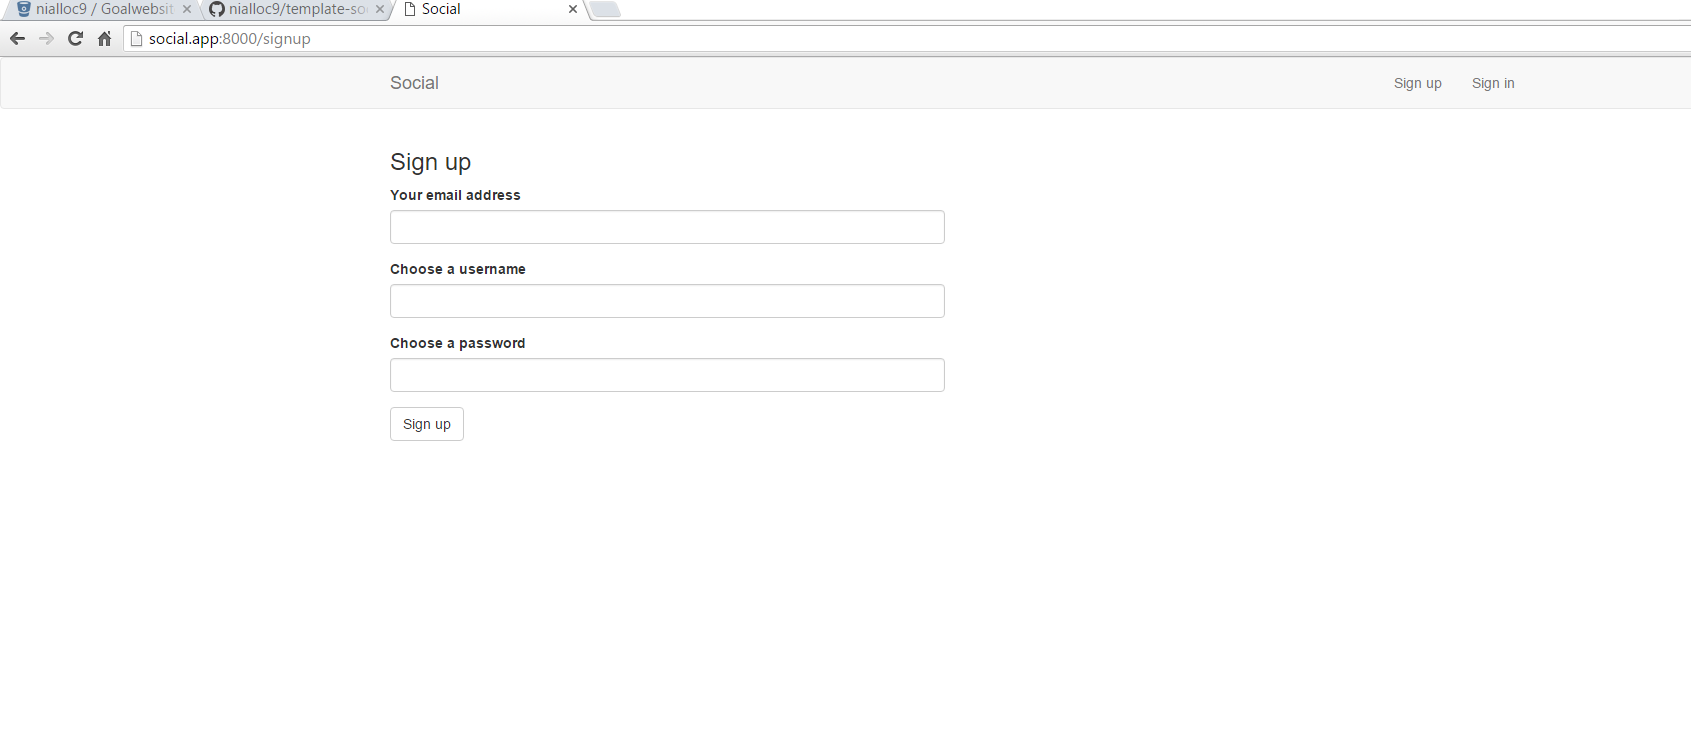 nialloc9 / Goalwebsit
nialloc9/template-so
Social
social.app:8000/signup
Social
Sign up
Sign in
Sign up
Your email address
Choose a username
Choose a password
Sign up